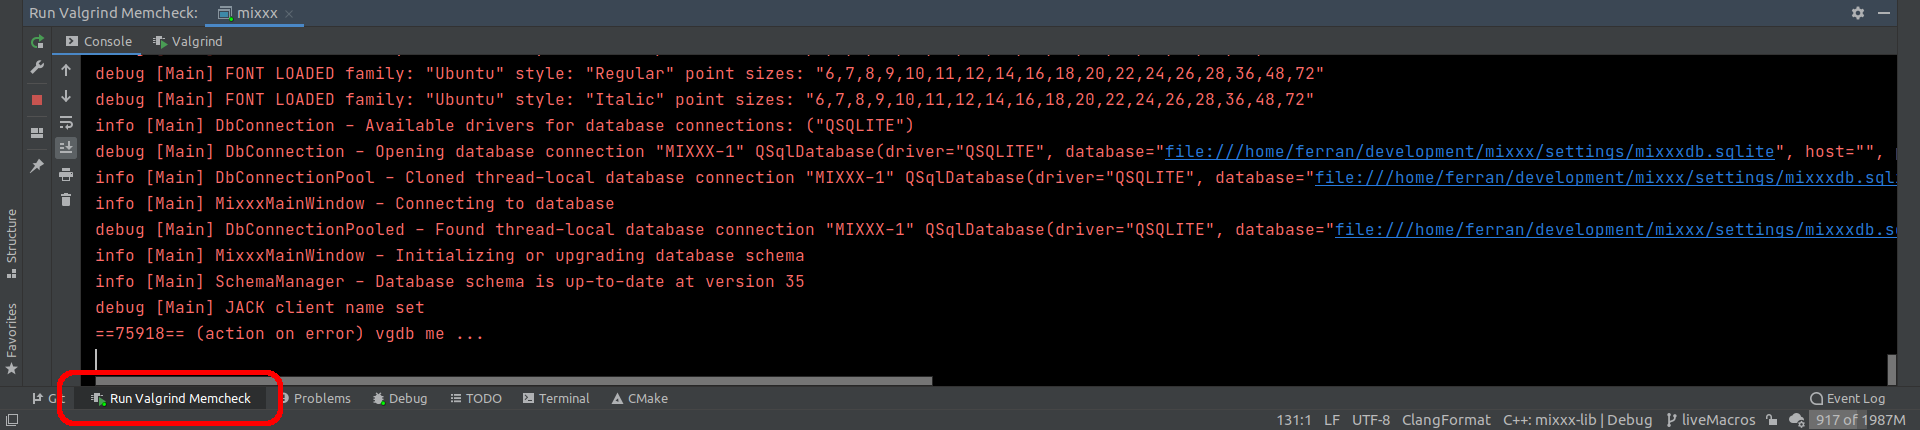 Run Valgrind Memcheck: mixxx
Console Valgrind
debug [Main] FONT LOADED family: "Ubuntu" style: "Regular" point sizes: "6,7,8,9,10,11,12,14,16,18,20,22,24,26,28,36,48,72"
debug [Main] FONT LOADED family: "Ubuntu" style: "Italic" point sizes: "6,7,8,9,10,11,12,14,16,18,20,22,24,26,28,36,48,72"
info [Main] DbConnection - Available drivers for database connections: ("QSQLITE")
debug [Main] DbConnection - Opening database connection "MIXXX-1" QSqlDatabase(driver="QSQLITE", database="file:///home/ferran/development/mixxx/settings/mixxxdb.sqlite", host="",
info [Main] DbConnectionPool - Cloned thread-local database connection "MIXXX-1" QSqlDatabase(driver="QSQLITE", database="file:///home/ferran/development/mixxx/settings/mixxxdb.sqli
info [Main] MixxxMainWindow - Connecting to database
debug [Main] DbConnectionPooled - Found thread-local database connection "MIXXX-1" QSqlDatabase(driver="QSQLITE", database="file:///home/ferran/development/mixxx/settings/mixxxdb.sq
info [Main] MixxxMainWindow - Initializing or upgrading database schema
info [Main] SchemaManager - Database schema is up-to-date at version 35
debug [Main] JACK client name set
==75918== (action on error) vgdb me ...
Structure
Favorites
Run Valgrind Memcheck Problems Debug TODO Terminal CMake Event Log
131:1 LF UTF-8 ClangFormat C++: mixxx-lib | Debug liveMacros 917 of 1987M